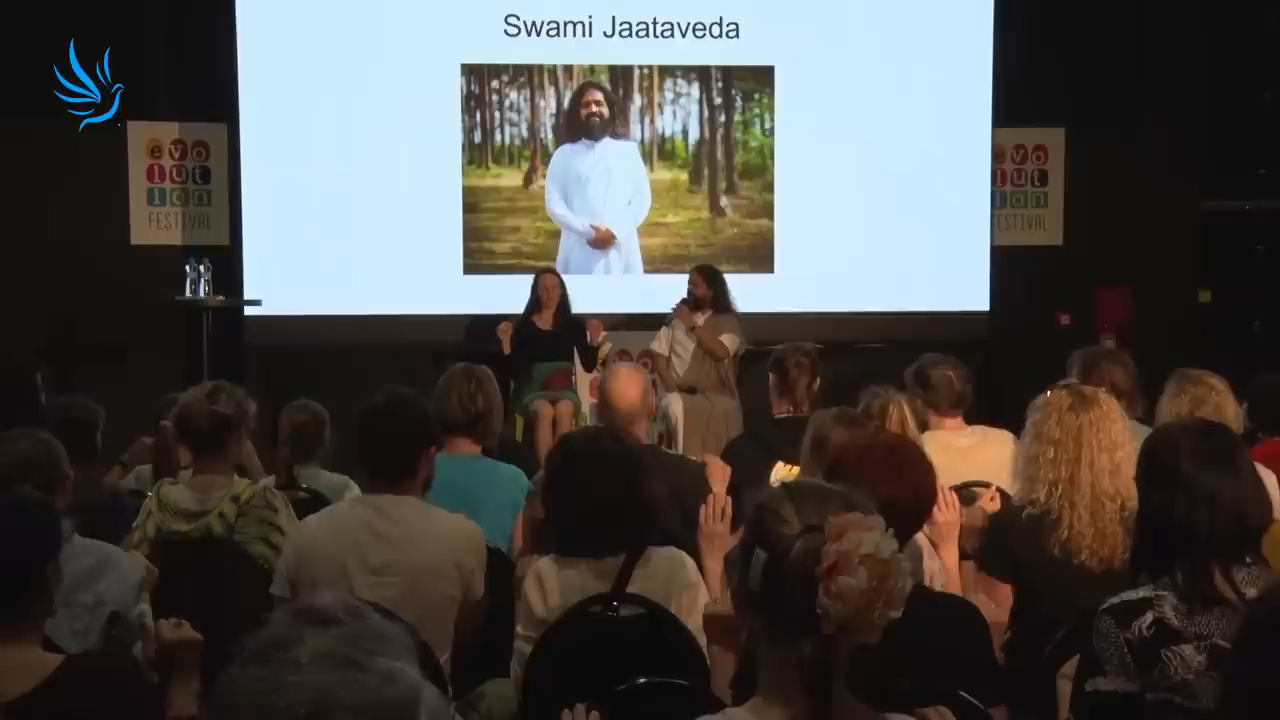 Swami Jaataveda
evo
lut
ion
FESTIVAL
evo
lut
ion
FESTIVAL